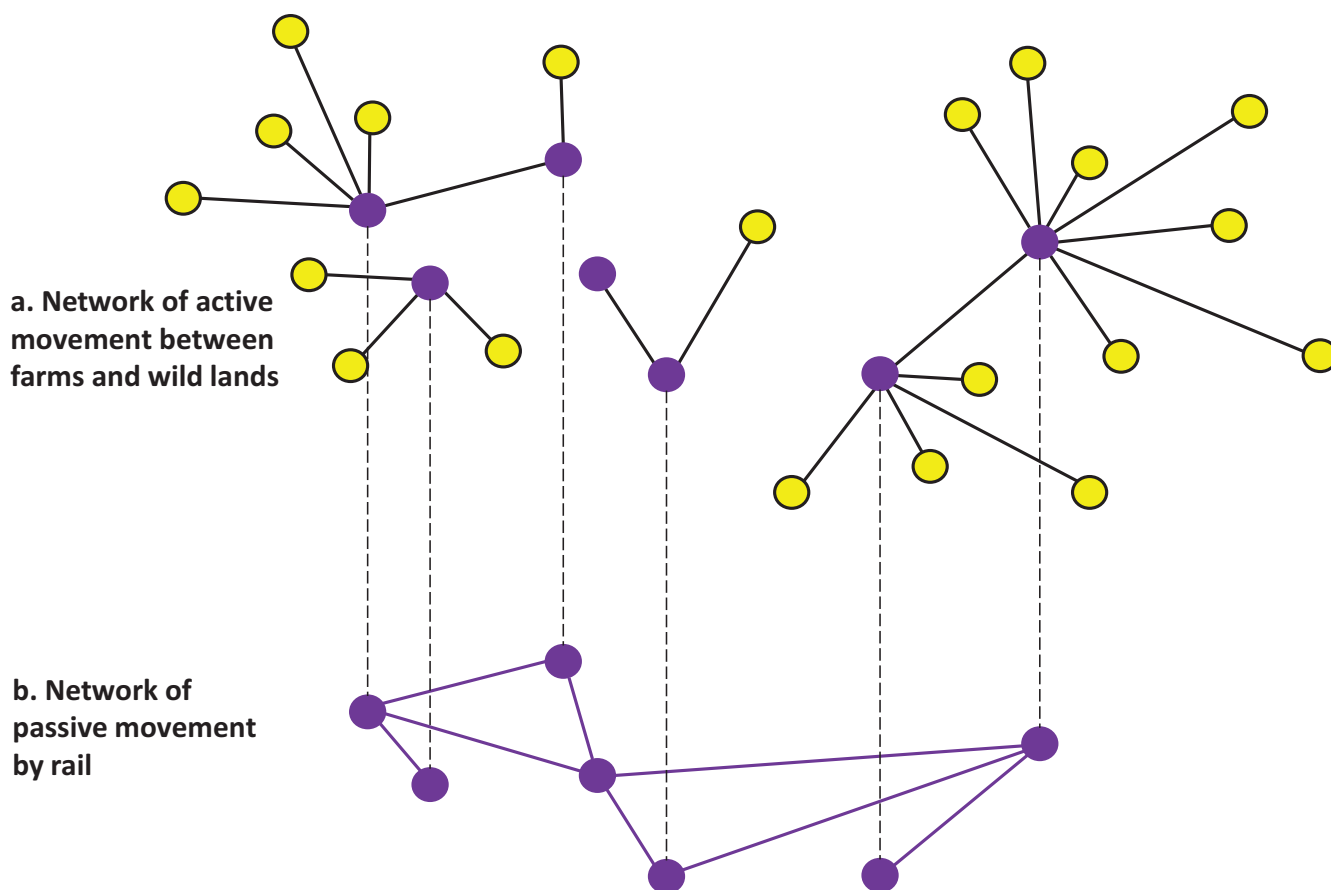 a. Network of active
movement between
farms and wild lands
b. Network of
passive movement
by rail